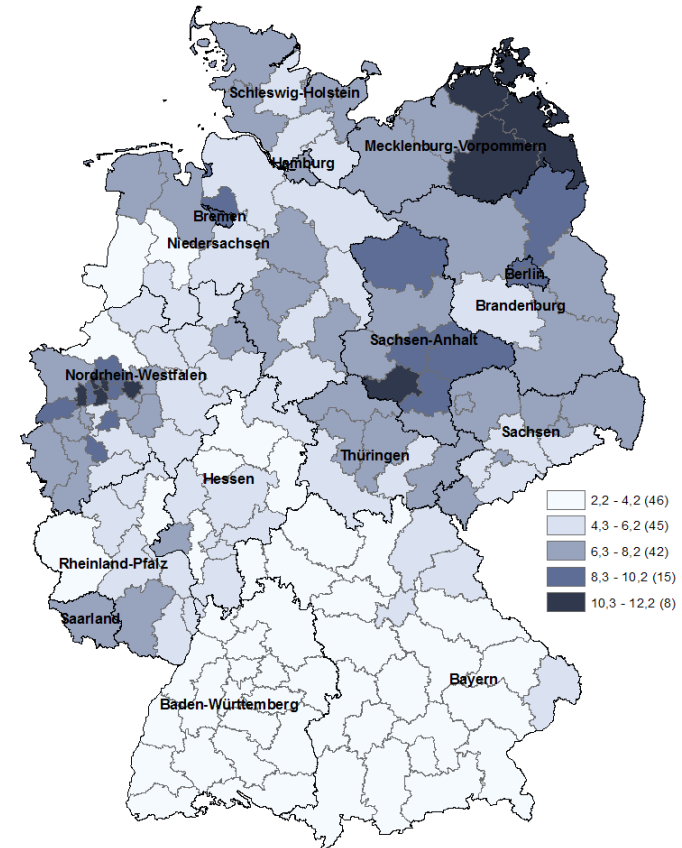 Schleswig-Holstein
Mecklenburg-Vorpommern
Hamburg
Bremen
Niedersachsen
Berlin
Brandenburg
Sachsen-Anhalt
Nordrhein-Westfalen
Sachsen
Thüringen
Hessen
2,2 - 4,2 (46)
4,3 - 6,2 (45)
6,3 - 8,2 (42)
8,3 - 10,2 (15)
10,3 - 12,2 (8)
Rheinland-Pfalz
Saarland
Bayern
Baden-Württemberg